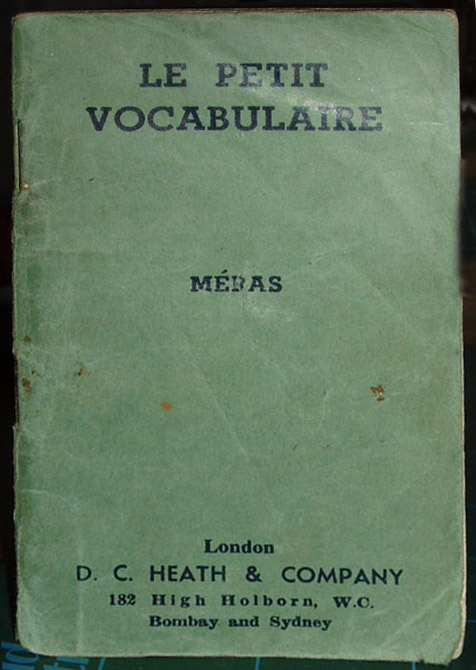 LE PETIT
VOCABULAIRE
MÉRAS
London
D. C. HEATH & COMPANY
182 High Holborn, W.C.
Bombay and Sydney